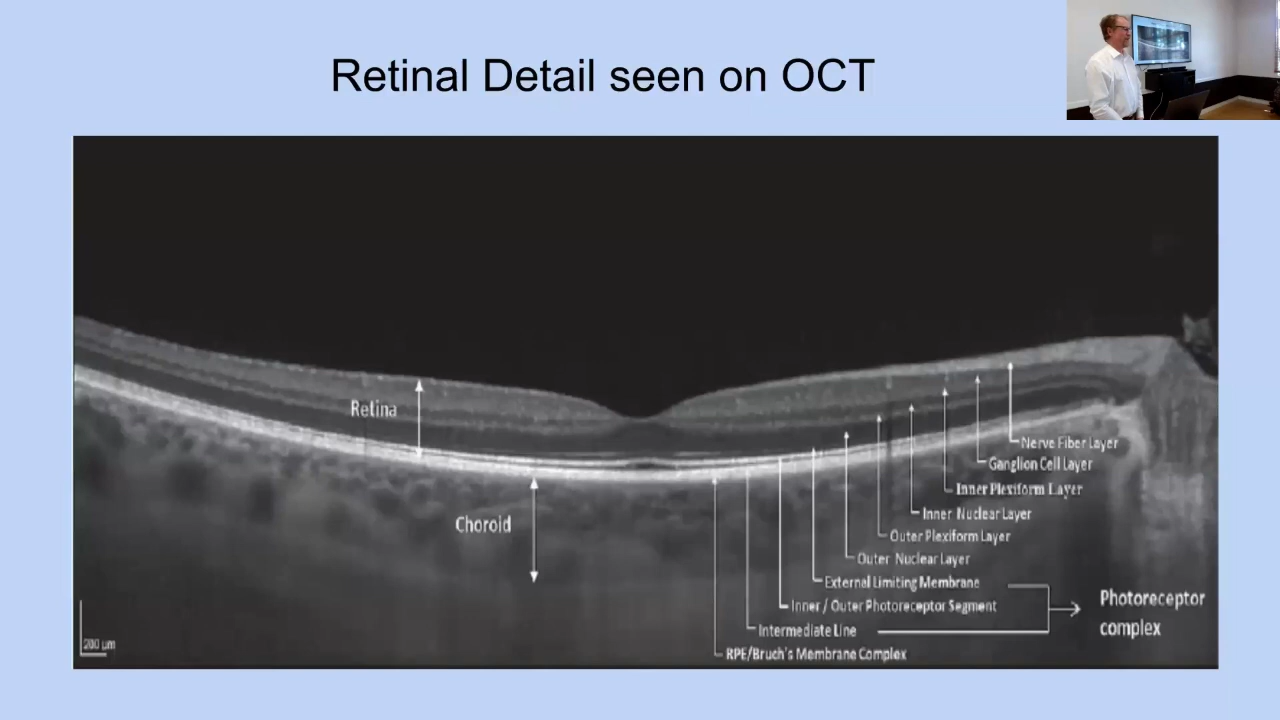 Retinal Detail seen on OCT
Retina
Choroid
Nerve Fiber Layer
Ganglion Cell Layer
Inner Plexiform Layer
Inner Nuclear Layer
Outer Plexiform Layer
Outer Nuclear Layer
External Limiting Membrane
Inner / Outer Photoreceptor Segment
Intermediate Line
RPE/Bruch's Membrane Complex
Photoreceptor
complex
200 µm